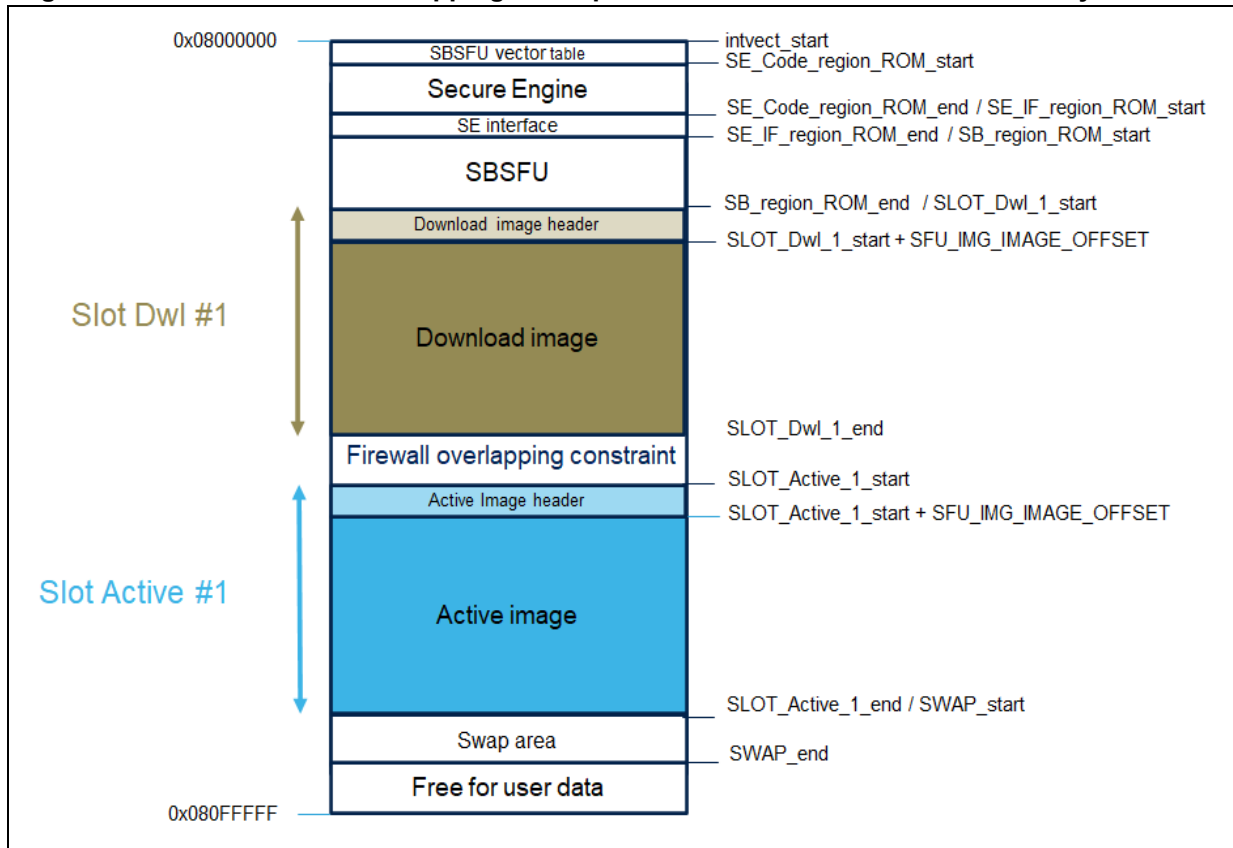 0x08000000
intvect_start
SBSFU vector table
SE_Code_region_ROM_start
Secure Engine
SE_Code_region_ROM_end / SE_IF_region_ROM_start
SE interface
SE_IF_region_ROM_end / SB_region_ROM_start
SBSFU
SB_region_ROM_end / SLOT_Dwl_1_start
Download image header
SLOT_Dwl_1_start + SFU_IMG_IMAGE_OFFSET
Slot Dwl #1
Download image
SLOT_Dwl_1_end
Firewall overlapping constraint
SLOT_Active_1_start
Active Image header
SLOT_Active_1_start + SFU_IMG_IMAGE_OFFSET
Slot Active #1
Active image
SLOT_Active_1_end / SWAP_start
Swap area
SWAP_end
Free for user data
0x080FFFFF